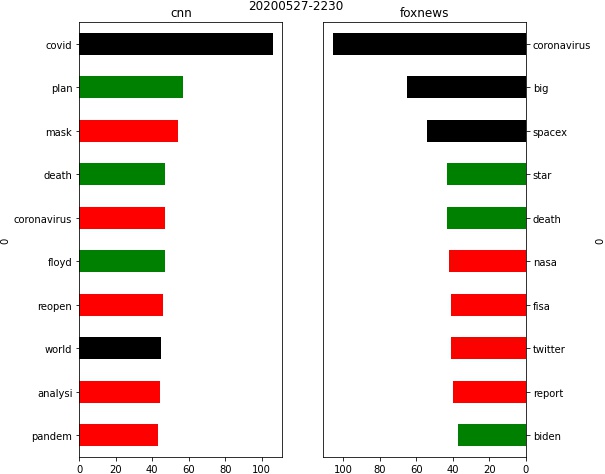 20200527-2230
cnn
foxnews
covid
plan
mask
death
coronavirus
floyd
reopen
world
analysi
pandem
0
0 20 40 60 80 100
coronavirus
big
spacex
star
death
nasa
fisa
twitter
report
biden
0
100 80 60 40 20 0